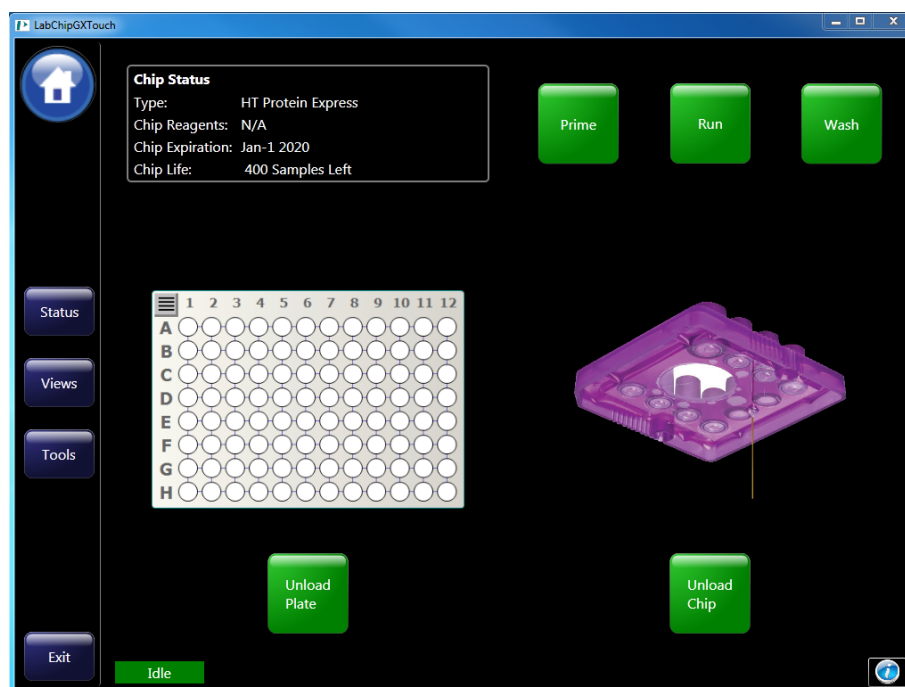 LabChipGXTouch
Chip Status
Type: HT Protein Express
Chip Reagents: N/A
Chip Expiration: Jan-1 2020
Chip Life: 400 Samples Left
Prime
Run
Wash
Status
Views
Tools
1 2 3 4 5 6 7 8 9 10 11 12
A
B
C
D
E
F
G
H
Unload
Plate
Unload
Chip
Exit
Idle